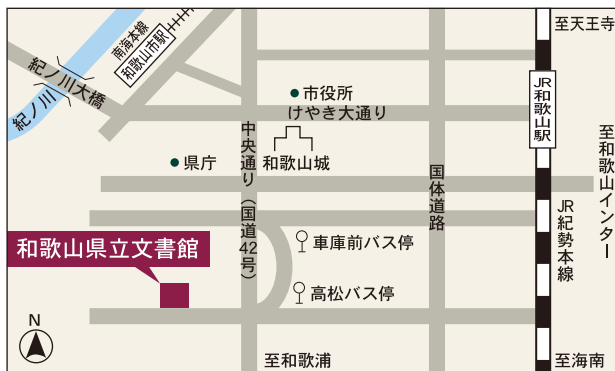 至天王寺
南海本線
和歌山市駅
紀ノ川大橋
紀ノ川
市役所
けやき大通り
JR和歌山駅
至和歌山インター
中央通り(国道42号)
和歌山城
県庁
国体道路
JR紀勢本線
和歌山県立文書館
車庫前バス停
高松バス停
N
至和歌浦
至海南